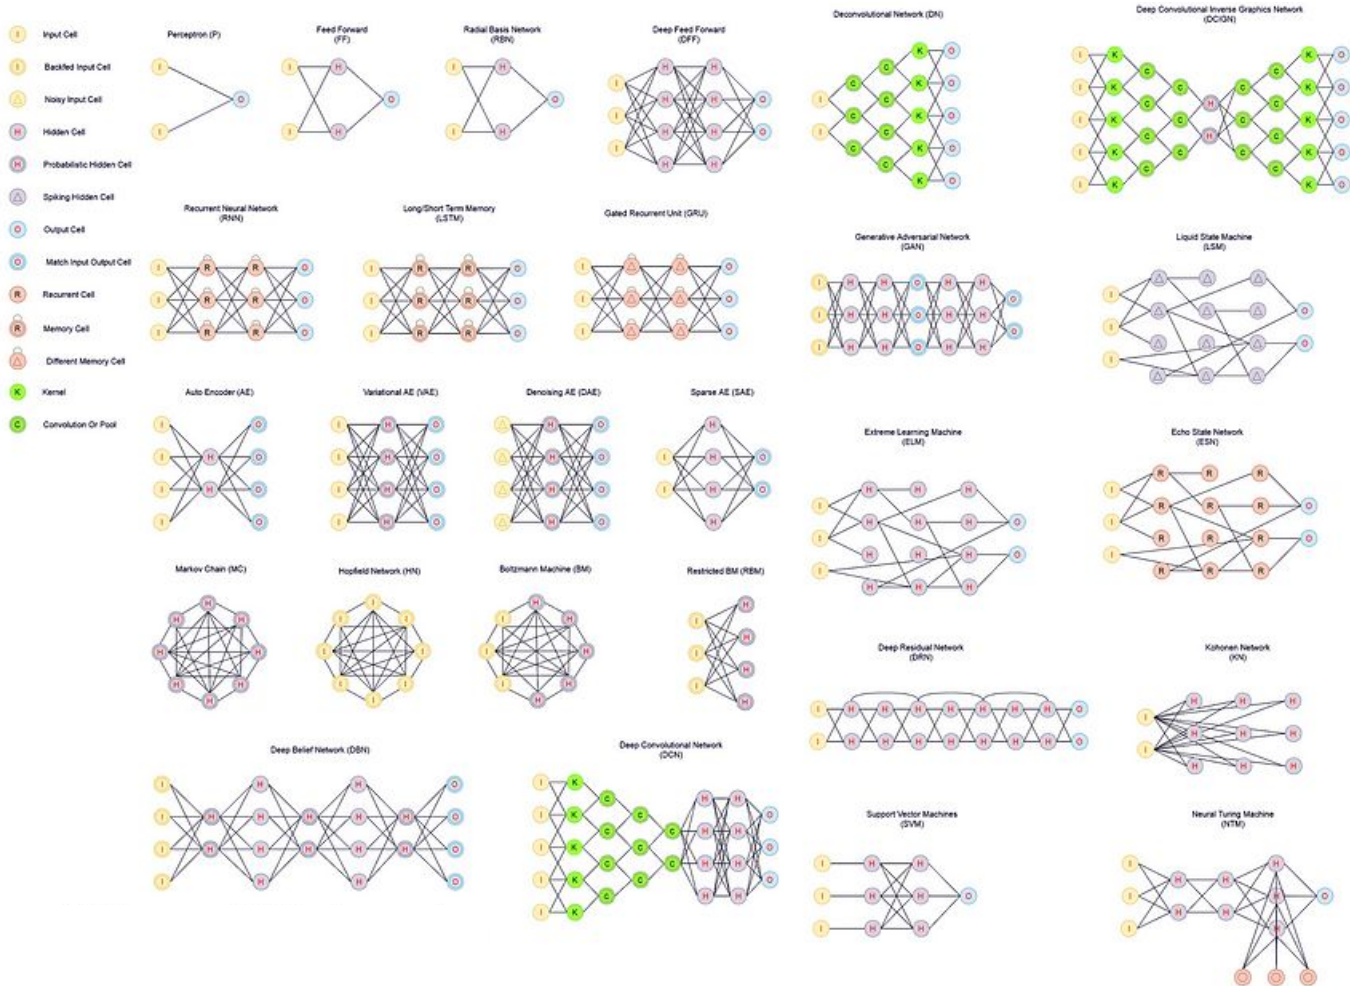 Input Cell
Backfed Input Cell
Noisy Input Cell
Hidden Cell
Probabilistic Hidden Cell
Spiking Hidden Cell
Output Cell
Match Input Output Cell
Recurrent Cell
Memory Cell
Different Memory Cell
Kernel
Convolution Or Pool
Perceptron (P)
Feed Forward
(FF)
Radial Basis Network
(RBN)
Deep Feed Forward
(DFF)
Deconvolutional Network (DN)
Deep Convolutional Inverse Graphics Network
(DCIGN)
Recurrent Neural Network
(RNN)
Long/Short Term Memory
(LSTM)
Gated Recurrent Unit (GRU)
Generative Adversarial Network
(GAN)
Liquid State Machine
(LSM)
Auto Encoder (AE)
Variational AE (VAE)
Denoising AE (DAE)
Sparse AE (SAE)
Extreme Learning Machine
(ELM)
Echo State Network
(ESN)
Markov Chain (MC)
Hopfield Network (HN)
Boltzmann Machine (BM)
Restricted BM (RBM)
Deep Residual Network
(DRN)
Kohonen Network
(KN)
Deep Belief Network (DBN)
Deep Convolutional Network
(DCN)
Support Vector Machines
(SVM)
Neural Turing Machine
(NTM)